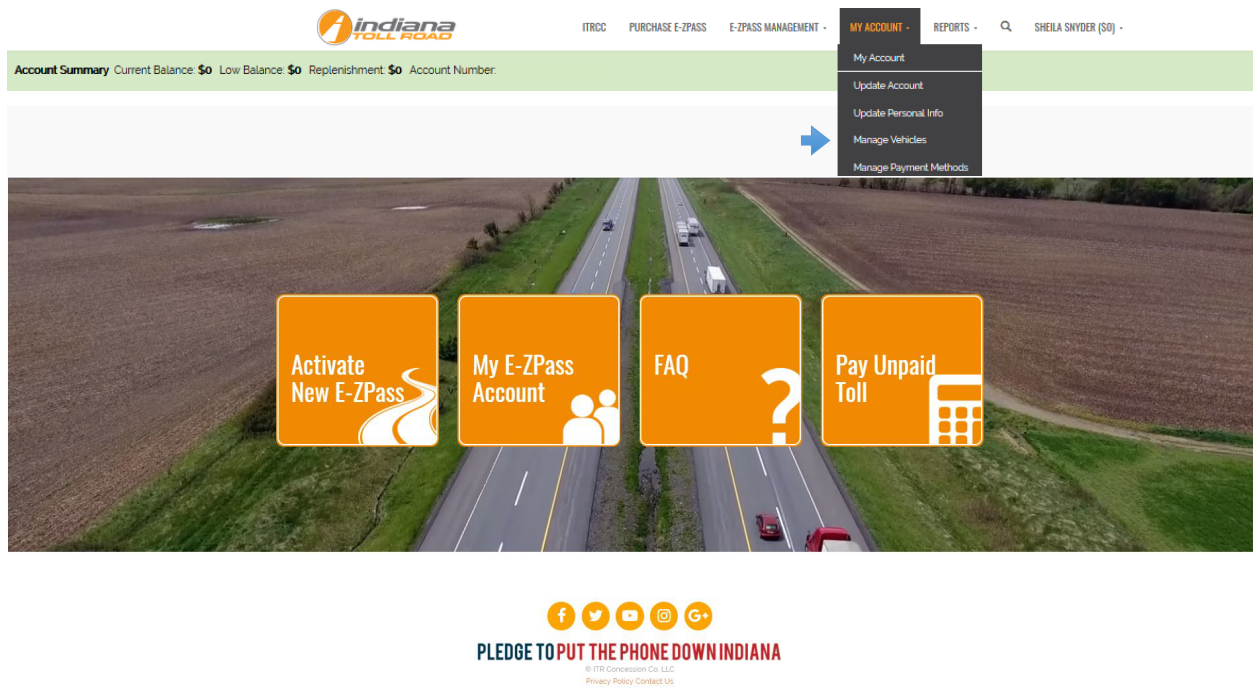 indiana
TOLL ROAD
ITRCC PURCHASE E-ZPASS E-ZPASS MANAGEMENT MY ACCOUNT REPORTS SHEILA SNYDER ($0)
Account Summary Current Balance: $0 Low Balance: $0 Replenishment: $0 Account Number:
My Account
Update Account
Update Personal Info
Manage Vehicles
Manage Payment Methods
Activate
New E-ZPass
My E-ZPass
Account
FAQ
?
Pay Unpaid
Toll
f G+
PLEDGE TO PUT THE PHONE DOWN INDIANA
© ITR Concession Co. LLC
Privacy Policy Contact Us